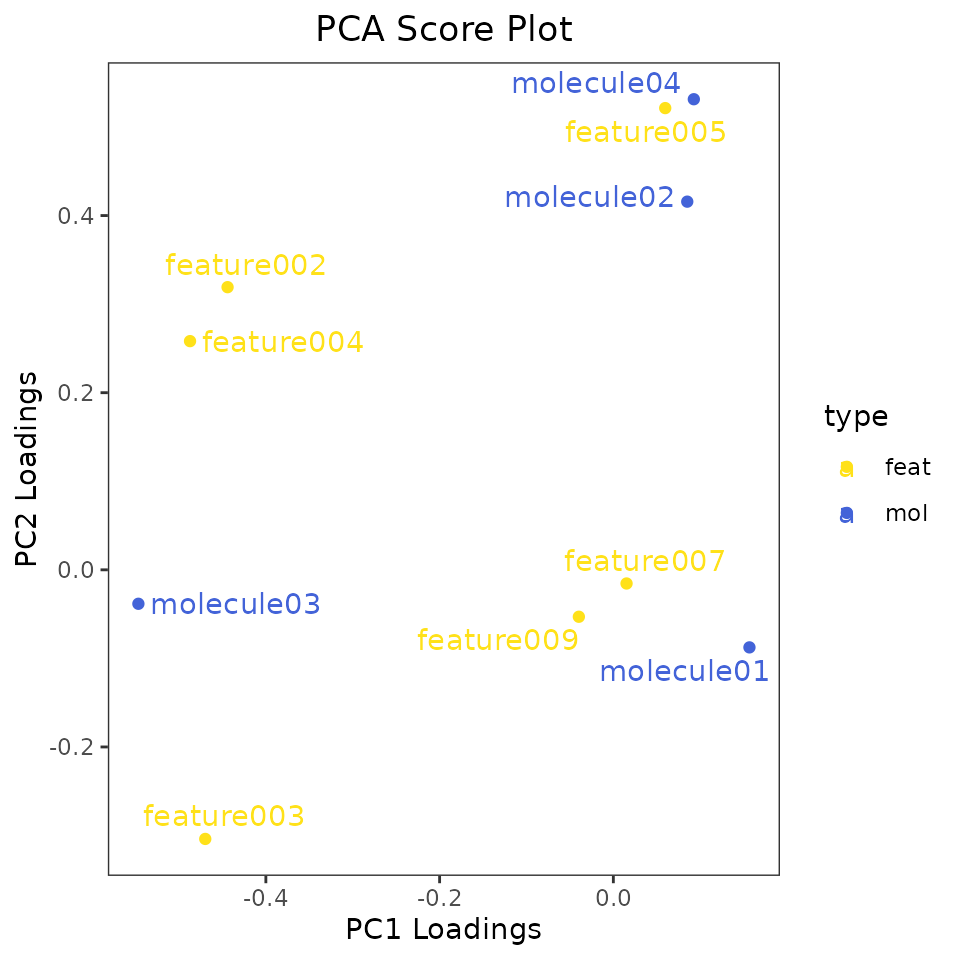 PCA Score Plot
molecule04
feature005
molecule02
0.4
feature002
feature004
0.2
PC2 Loadings
type
feat
mol
feature007
0.0
molecule03
feature009
molecule01
-0.2
feature003
-0.4
-0.2
0.0
PC1 Loadings